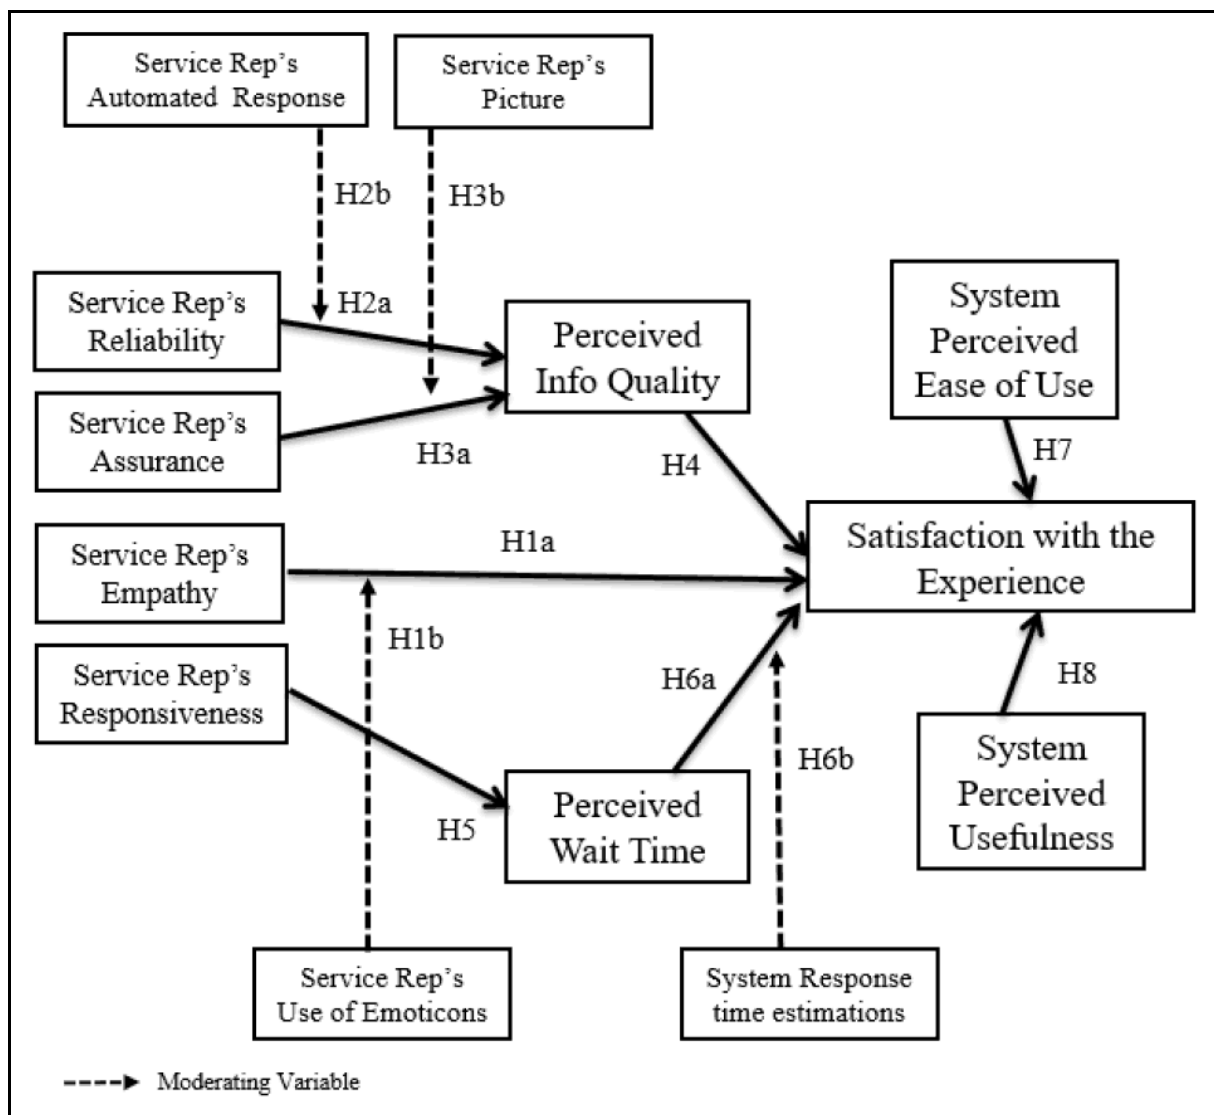 Service Rep's
Automated Response
Service Rep's
Picture
H2b
H3b
Service Rep's
Reliability
H2a
Perceived
Info Quality
System
Perceived
Ease of Use
Service Rep's
Assurance
H3a
H4
H7
Service Rep's
Empathy
H1a
Satisfaction with the
Experience
H1b
Service Rep's
Responsiveness
H6a
H8
H6b
H5
Perceived
Wait Time
System
Perceived
Usefulness
Service Rep's
Use of Emoticons
System Response
time estimations
Moderating Variable